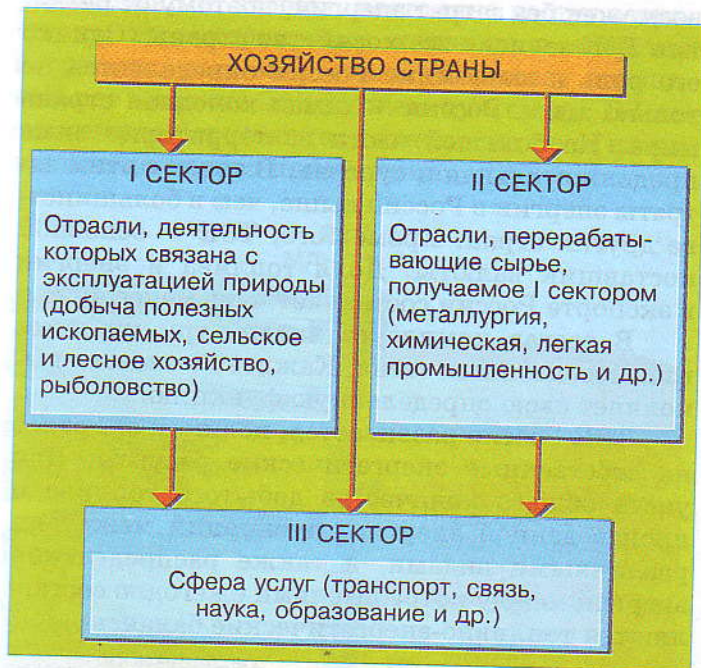 ХОЗЯЙСТВО СТРАНЫ
I СЕКТОР
Отрасли, деятельность
которых связана с
эксплуатацией природы
(добыча полезных
ископаемых, сельское
и лесное хозяйство,
рыболовство)
II СЕКТОР
Отрасли, перерабаты-
вающие сырье,
получаемое I сектором
(металлургия,
химическая, легкая
промышленность и др.)
III СЕКТОР
Сфера услуг (транспорт, связь,
наука, образование и др.)